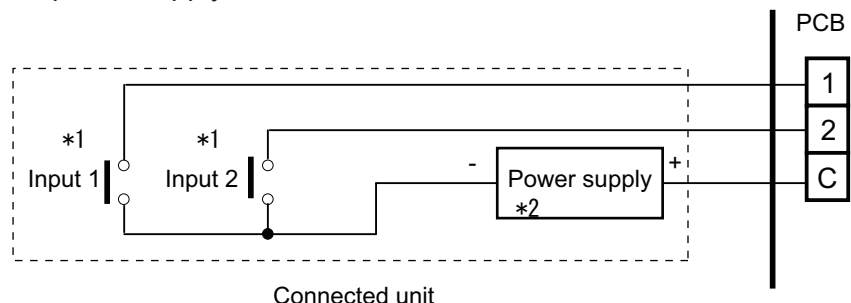 PCB
1
*1 *1 2
Input 1 Input 2 - Power supply + C
*2
Connected unit